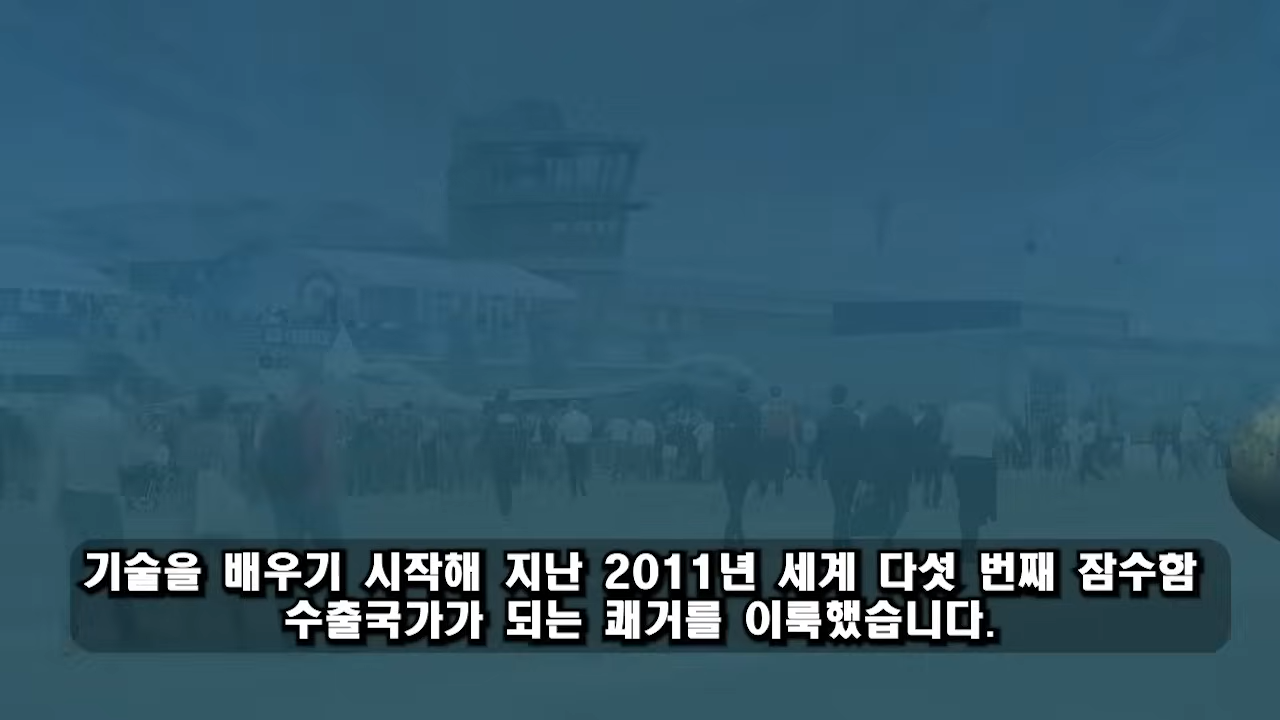 기술을 배우기 시작해 지난 2011년 세계 다섯 번째 잠수함
수출국가가 되는 쾌거를 이룩했습니다.